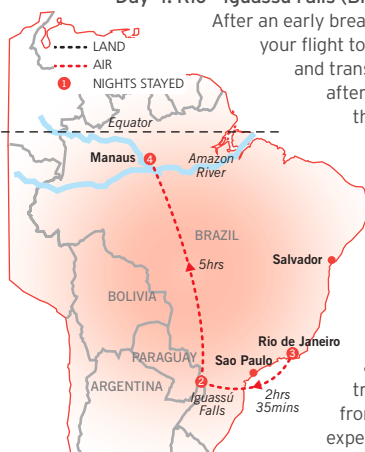 Day 4: Rio - Iguassú Falls (B
After an early brea
your flight to
and trans
after
th
LAND
AIR
1 NIGHTS STAYED
Equator
Manaus
4
Amazon
River
BRAZIL
5hrs
Salvador
BOLIVIA
Rio de Janeiro
3
PARAGUAY
Sao Paulo
ARGENTINA
2
Iguassú
Falls
2hrs
35mins
tr
from
expe